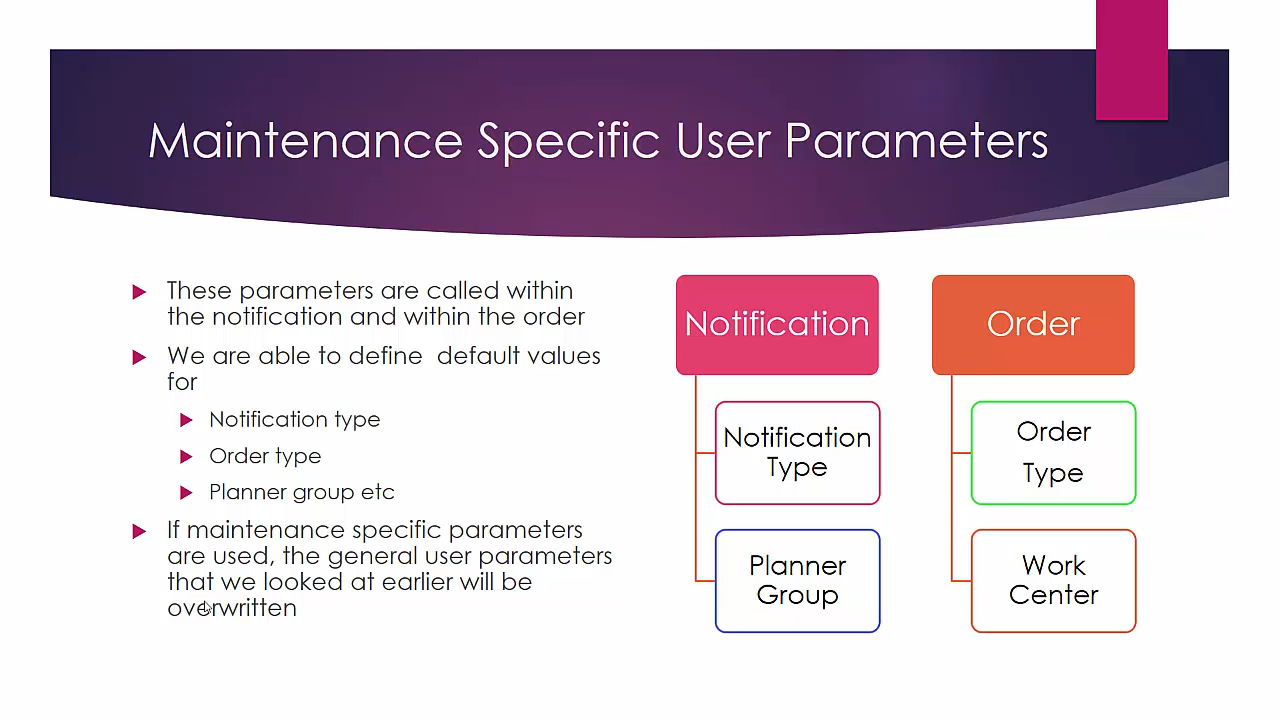 Maintenance Specific User Parameters
These parameters are called within
the notification and within the order
We are able to define  default values
for
Notification type
Order type
Planner group etc
If maintenance specific parameters
are used, the general user parameters
that we looked at earlier will be
overwritten
Notification
Notification
Type
Planner
Group
Order
Order
Type
Work
Center